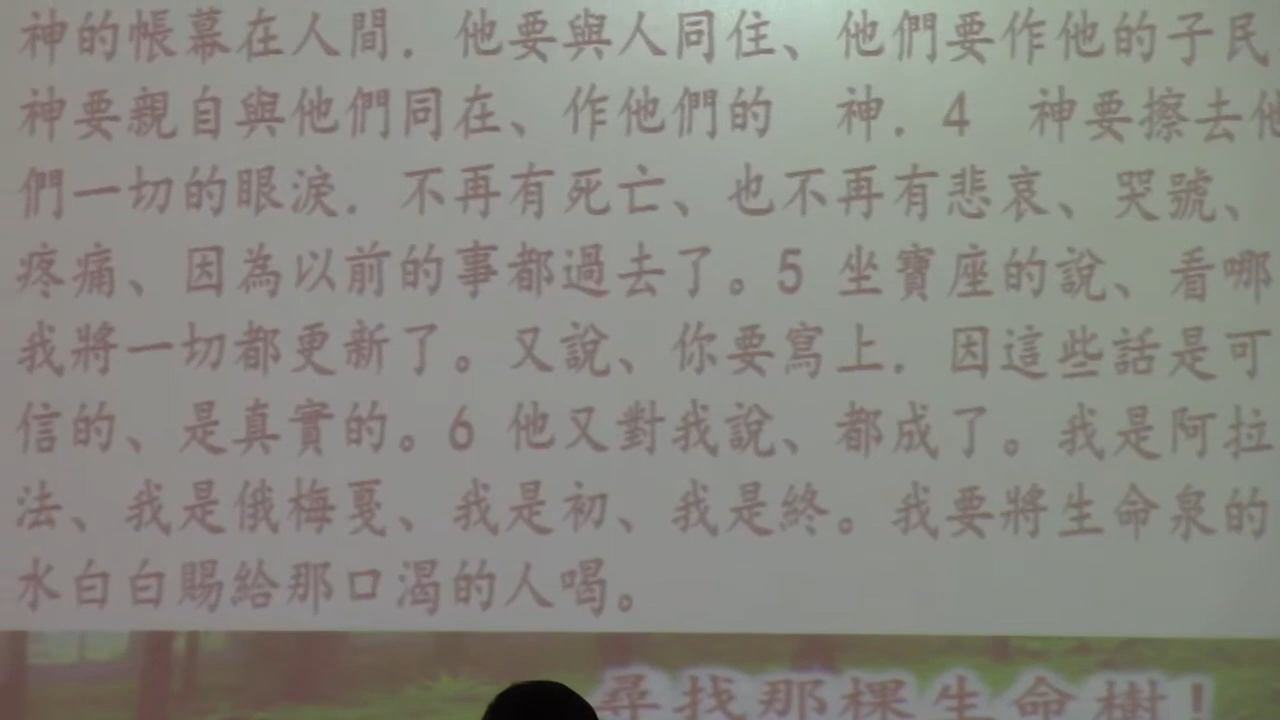 神的帳幕在人間．他要與人同住、他們要作他的子民
神要親自與他們同在、作他們的　神．4　神要擦去他
們一切的眼淚．不再有死亡、也不再有悲哀、哭號、
疼痛、因為以前的事都過去了。5 坐寶座的說、看哪
我將一切都更新了。又說、你要寫上．因這些話是可
信的、是真實的。6 他又對我說、都成了。我是阿拉
法、我是俄梅戛、我是初、我是終。我要將生命泉的
水白白賜給那口渴的人喝。
尋找那棵生命樹！